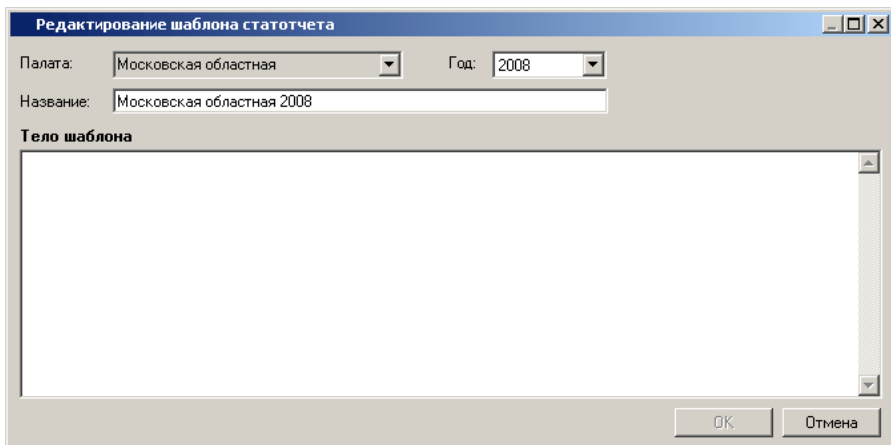 Редактирование шаблона статотчета
Палата: Московская областная Год: 2008
Название: Московская областная 2008
Тело шаблона
OK Отмена